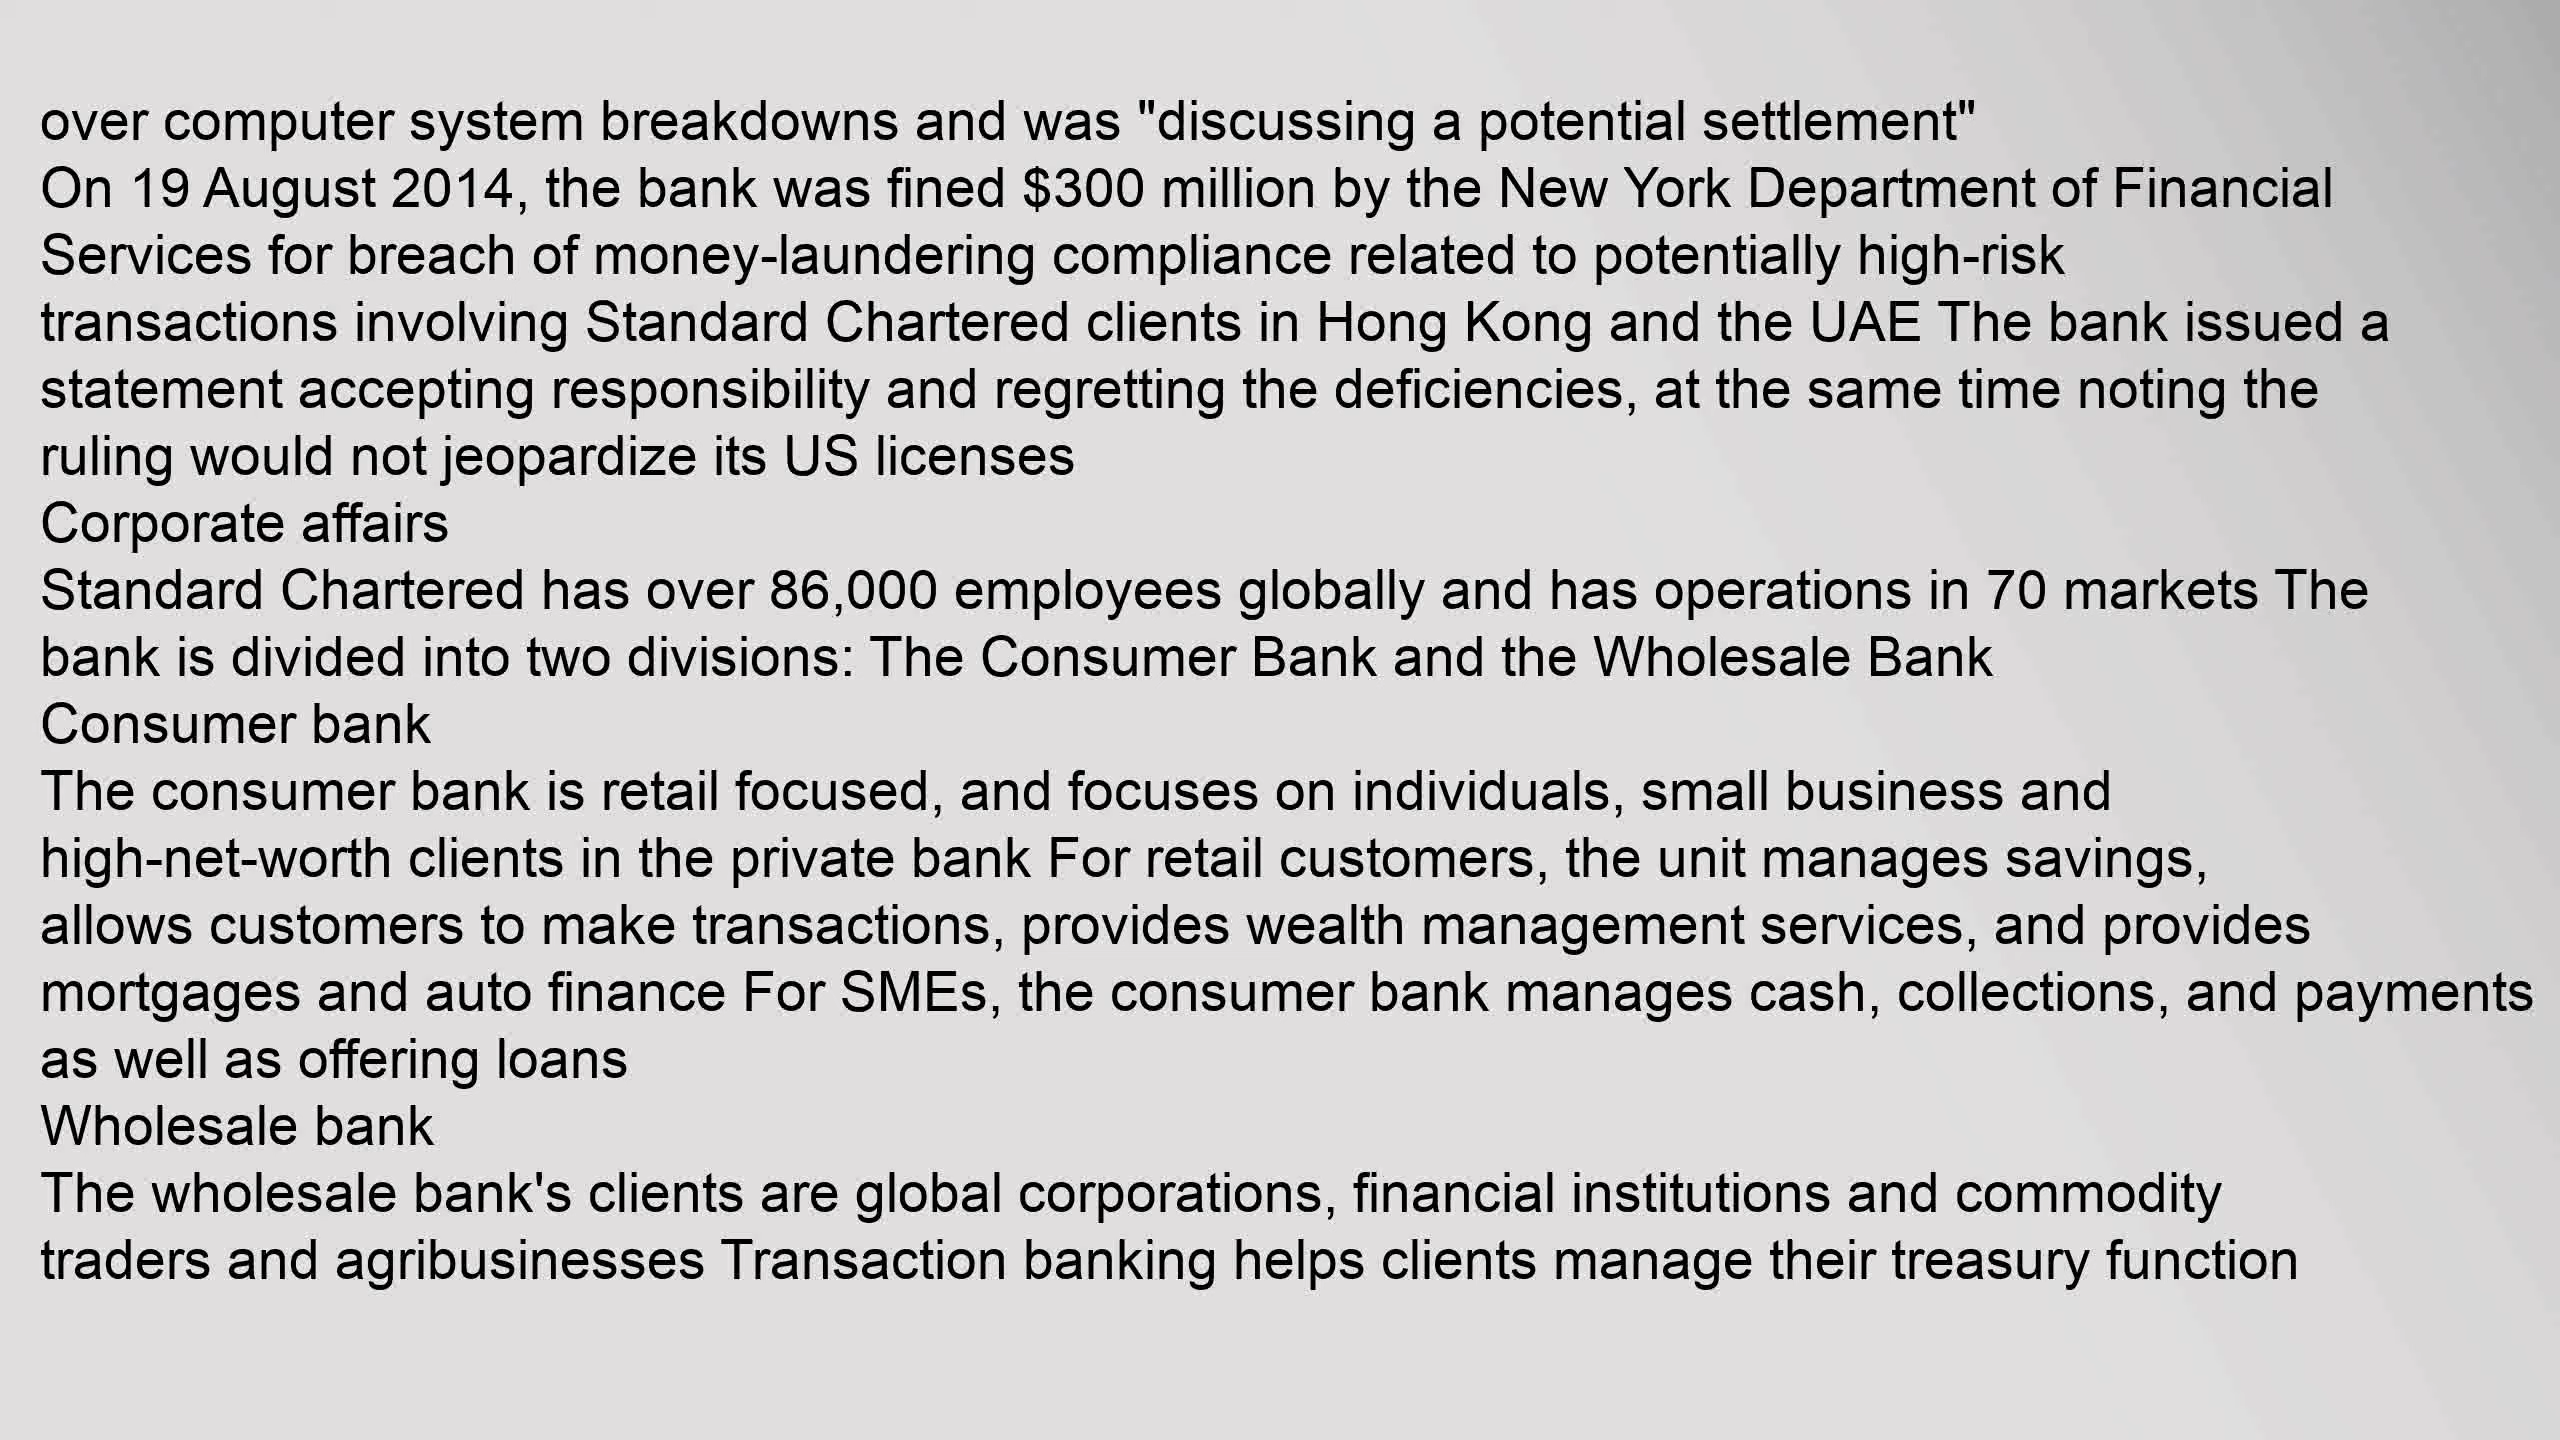 over computer system breakdowns and was "discussing a potential settlement"
On 19 August 2014, the bank was fined $300 million by the New York Department of Financial
Services for breach of money-laundering compliance related to potentially high-risk
transactions involving Standard Chartered clients in Hong Kong and the UAE The bank issued a
statement accepting responsibility and regretting the deficiencies, at the same time noting the
ruling would not jeopardize its US licenses
Corporate affairs
Standard Chartered has over 86,000 employees globally and has operations in 70 markets The
bank is divided into two divisions: The Consumer Bank and the Wholesale Bank
Consumer bank
The consumer bank is retail focused, and focuses on individuals, small business and
high-net-worth clients in the private bank For retail customers, the unit manages savings,
allows customers to make transactions, provides wealth management services, and provides
mortgages and auto finance For SMEs, the consumer bank manages cash, collections, and payments
as well as offering loans
Wholesale bank
The wholesale bank's clients are global corporations, financial institutions and commodity
traders and agribusinesses Transaction banking helps clients manage their treasury function